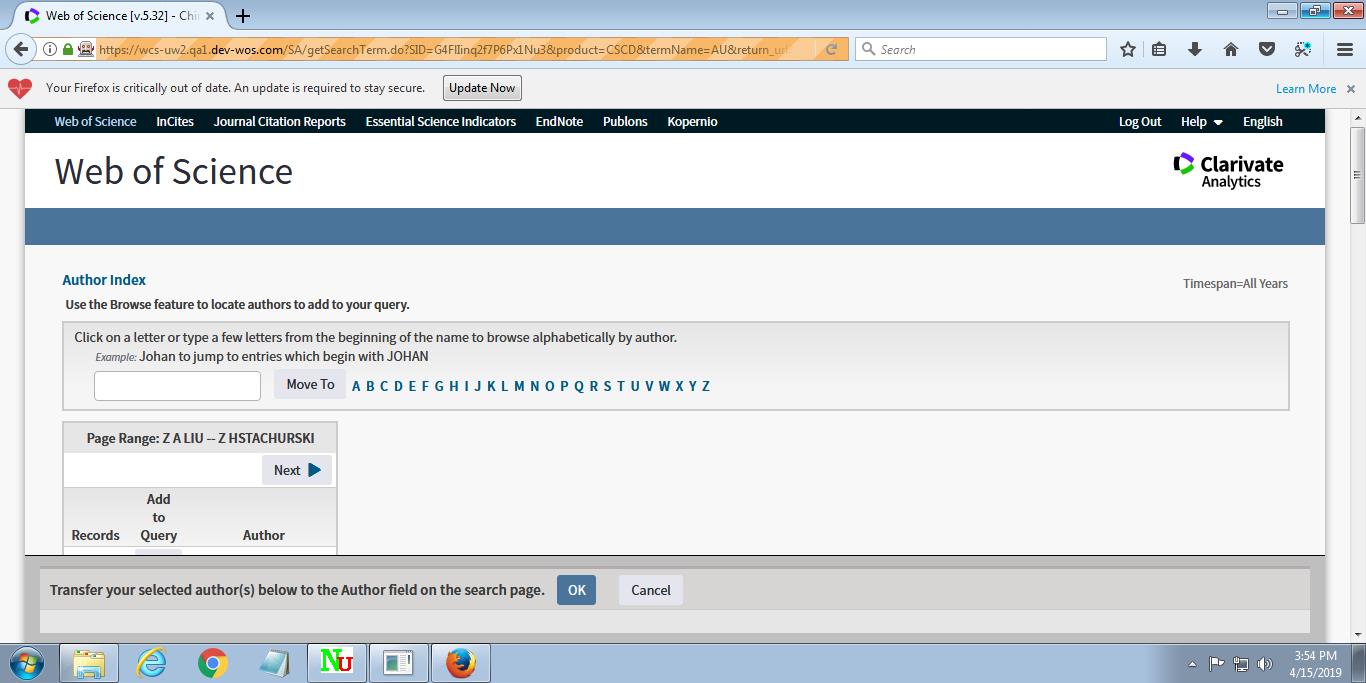 Web of Science [v.5.32] - Chi
https://wcs-uw2.qa1.dev-wos.com/SA/getSearchTerm.do?SID=G4FIIinq2f7P6Px1Nu3&product=CSCD&termName=AU&return_url
Search
Your Firefox is critically out of date. An update is required to stay secure.
Update Now
Learn More
Web of Science InCites Journal Citation Reports Essential Science Indicators EndNote Publons Kopernio Log Out Help English
Web of Science
Clarivate
Analytics
Author Index
Timespan=All Years
Use the Browse feature to locate authors to add to your query.
Click on a letter or type a few letters from the beginning of the name to browse alphabetically by author.
Example: Johan to jump to entries which begin with JOHAN
Move To A B C D E F G H I J K L M N O P Q R S T U V W X Y Z
Page Range: Z A LIU -- Z HSTACHURSKI
Next
Add
to
Records Query Author
Transfer your selected author(s) below to the Author field on the search page. OK Cancel
Nu
3:54 PM
4/15/2019